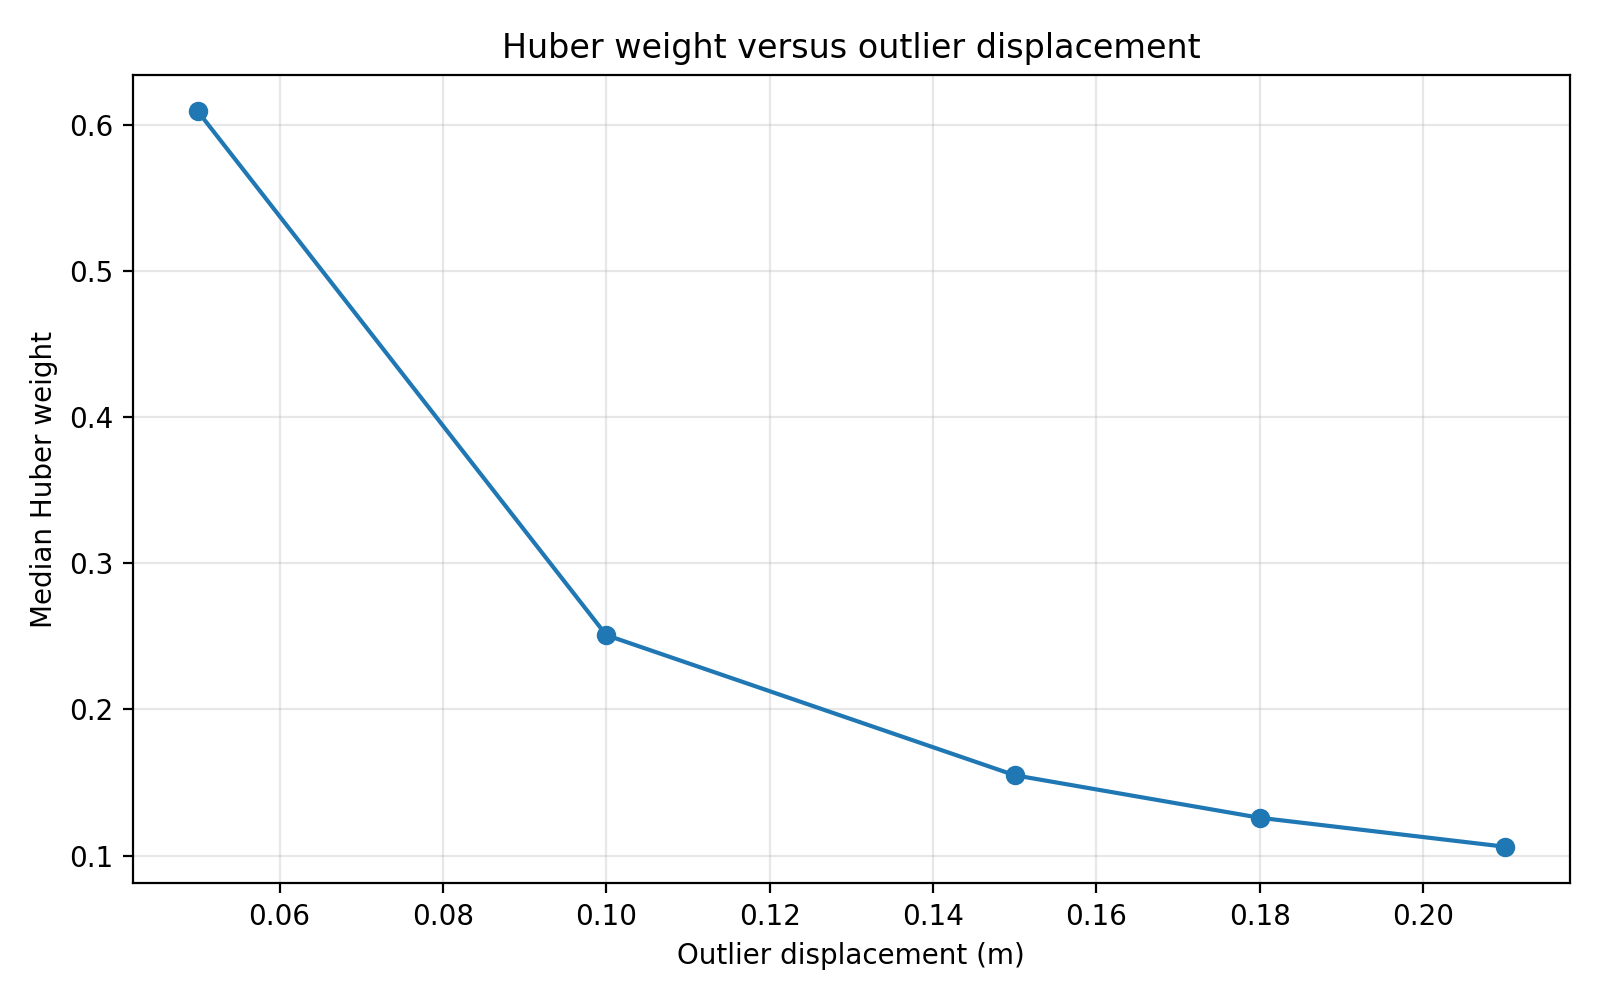 Huber weight versus outlier displacement
Median Huber weight
0.6
0.5
0.4
0.3
0.2
0.1
0.06 0.08 0.10 0.12 0.14 0.16 0.18 0.20
Outlier displacement (m)